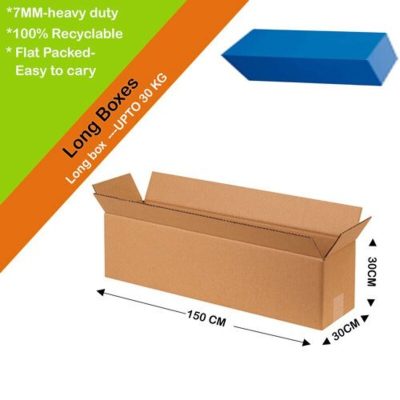 *7MM-heavy duty
*100% Recyclable
* Flat Packed-
Easy to cary
Long Boxes
Long box ---UPTO 30 KG
150 CM
30CM
30CM